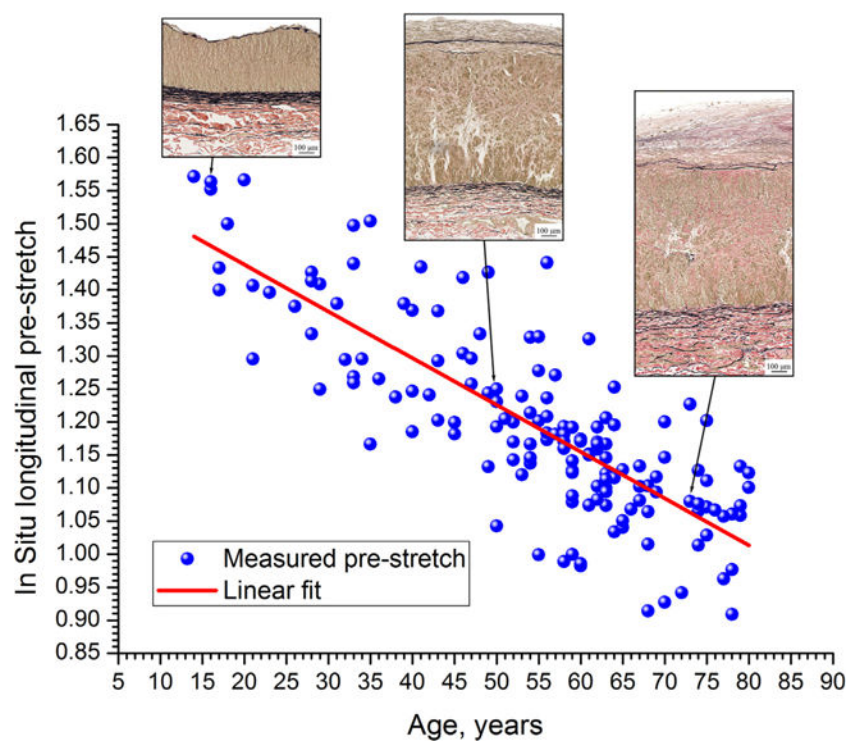 100 µm
100 µm
100 µm
In Situ longitudinal pre-stretch
1.65
1.60
1.55
1.50
1.45
1.40
1.35
1.30
1.25
1.20
1.15
1.10
1.05
1.00
0.95
0.90
0.85
Measured pre-stretch
Linear fit
5 10 15 20 25 30 35 40 45 50 55 60 65 70 75 80 85 90
Age, years